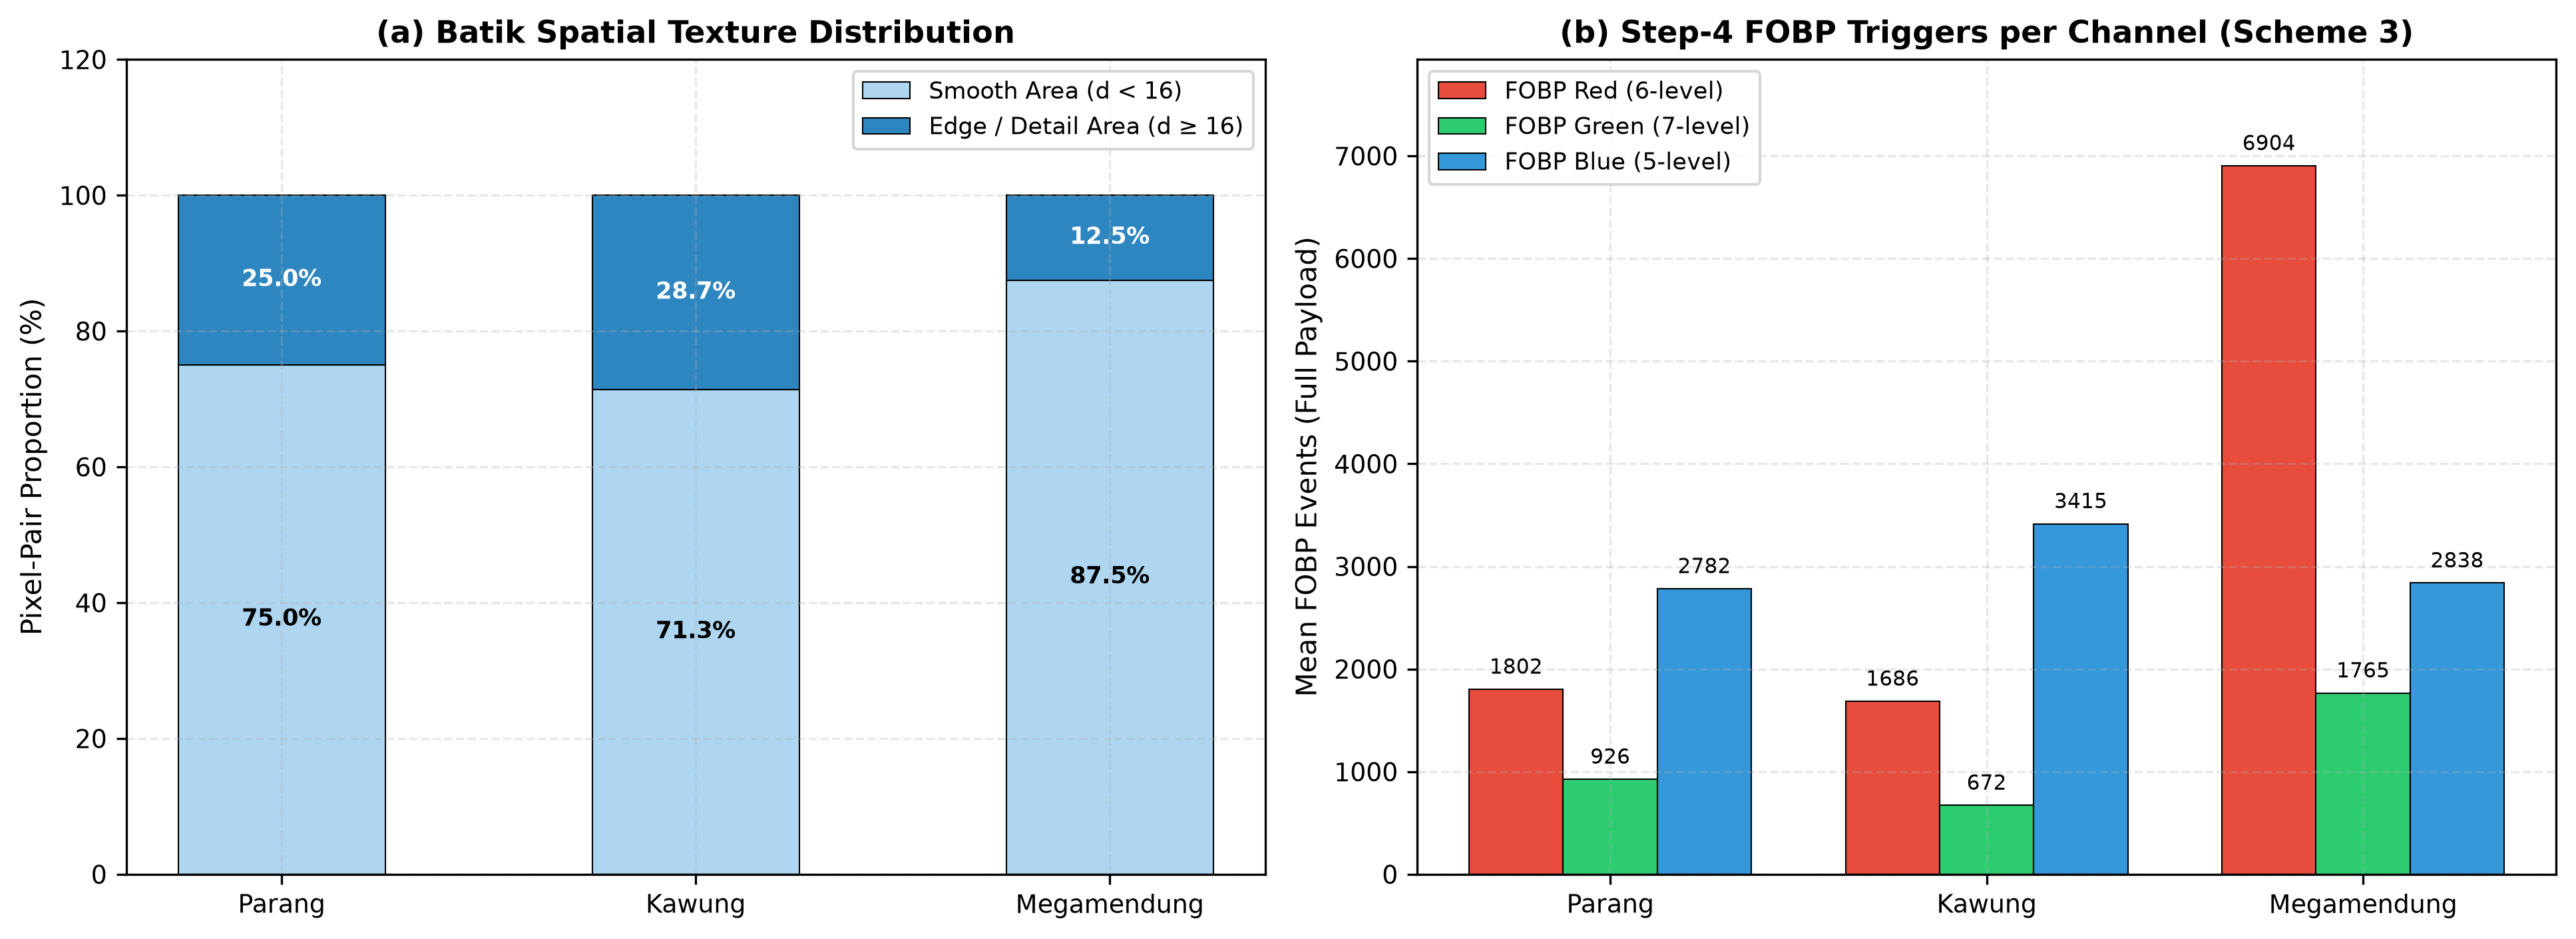 (a) Batik Spatial Texture Distribution
Pixel-Pair Proportion (%)
120
100
80
60
40
20
0
Smooth Area (d < 16)
Edge / Detail Area (d ≥ 16)
25.0%
75.0%
28.7%
71.3%
12.5%
87.5%
Parang
Kawung
Megamendung
(b) Step-4 FOBP Triggers per Channel (Scheme 3)
Mean FOBP Events (Full Payload)
7000
6000
5000
4000
3000
2000
1000
0
FOBP Red (6-level)
FOBP Green (7-level)
FOBP Blue (5-level)
1802
926
2782
1686
672
3415
6904
1765
2838
Parang
Kawung
Megamendung